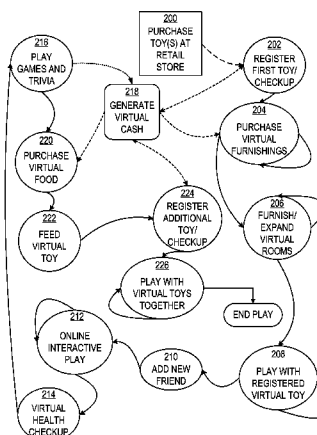 200
PURCHASE
TOY(S) AT
RETAIL
STORE
216
PLAY
GAMES AND
TRIVIA
202
REGISTER
FIRST TOY/
CHECKUP
218
GENERATE
VIRTUAL
CASH
204
PURCHASE
VIRTUAL
FURNISHINGS
220
PURCHASE
VIRTUAL
FOOD
224
REGISTER
ADDITIONAL
TOY/
CHECKUP
206
FURNISH/
EXPAND
VIRTUAL
ROOMS
222
FEED
VIRTUAL
TOY
226
PLAY WITH
VIRTUAL TOYS
TOGETHER
END PLAY
212
ONLINE
INTERACTIVE
PLAY
210
ADD NEW
FRIEND
208
PLAY WITH
REGISTERED
VIRTUAL TOY
214
VIRTUAL
HEALTH
CHECKUP